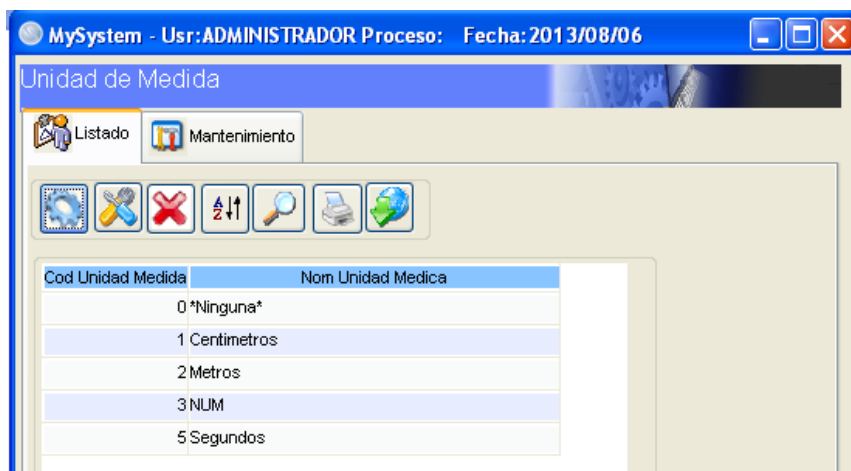 MySystem - Usr:ADMINISTRADOR Proceso: Fecha:2013/08/06
Unidad de Medida
Listado Mantenimiento
Cod Unidad Medida Nom Unidad Medica
0 *Ninguna*
1 Centimetros
2 Metros
3 NUM
5 Segundos